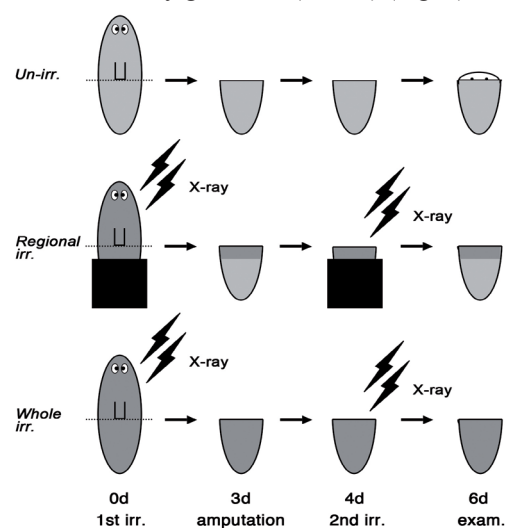 Un-irr.
X-ray
X-ray
Regional
irr.
X-ray
X-ray
Whole
irr.
0d 3d 4d 6d
1st irr. amputation 2nd irr. exam.